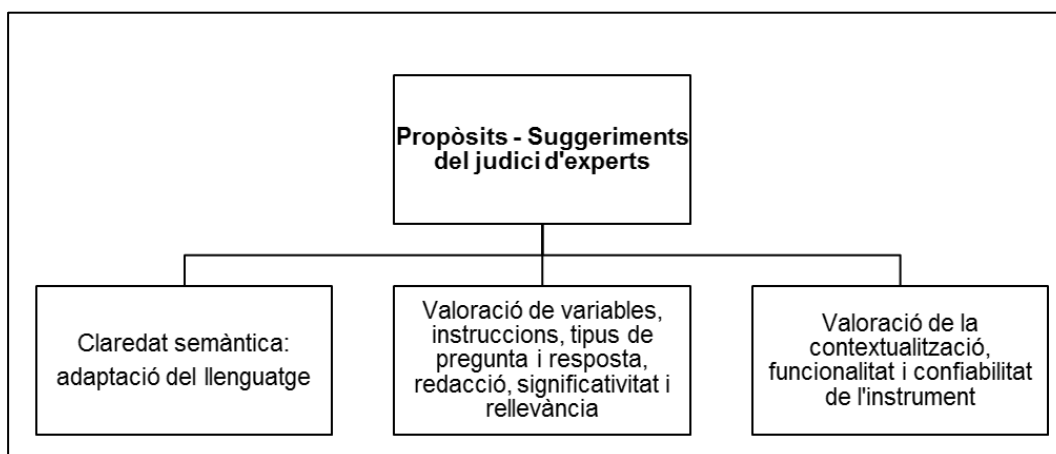 Propòsits - Suggeriments
del judici d'experts
Claredat semàntica:
adaptació del llenguatge
Valoració de variables,
instruccions, tipus de
pregunta i resposta,
redacció, significativitat i
rellevància
Valoració de la
contextualització,
funcionalitat i confiabilitat
de l'instrument